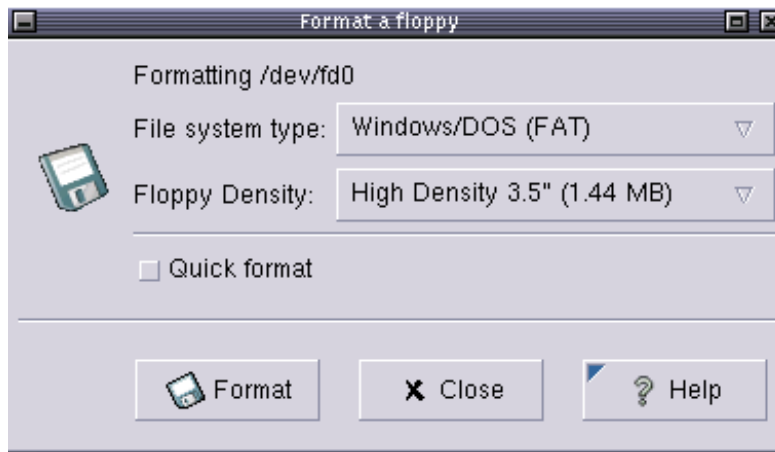 Format a floppy
Formatting /dev/fd0
File system type: Windows/DOS (FAT)
Floppy Density: High Density 3.5" (1.44 MB)
Quick format
Format Close Help